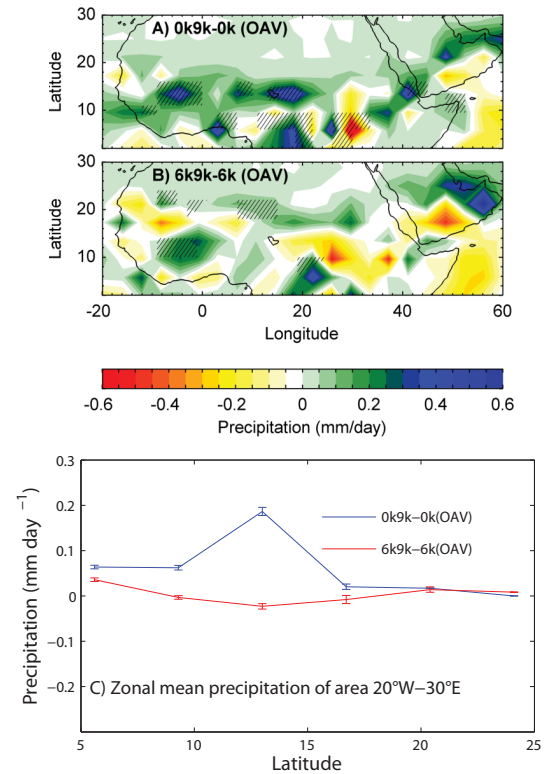 A) 0k9k-0k (OAV)
30
20
10
Latitude
B) 6k9k-6k (OAV)
30
20
10
Latitude
-20 0 20 40 60
Longitude
-0.6 -0.4 -0.2 0 0.2 0.4 0.6
Precipitation (mm/day)
0.3
0.2
0.1
0
−0.1
−0.2
Precipitation (mm day −1)
0k9k−0k(OAV)
6k9k−6k(OAV)
C) Zonal mean precipitation of area 20°W−30°E
5 10 15 20 25
Latitude